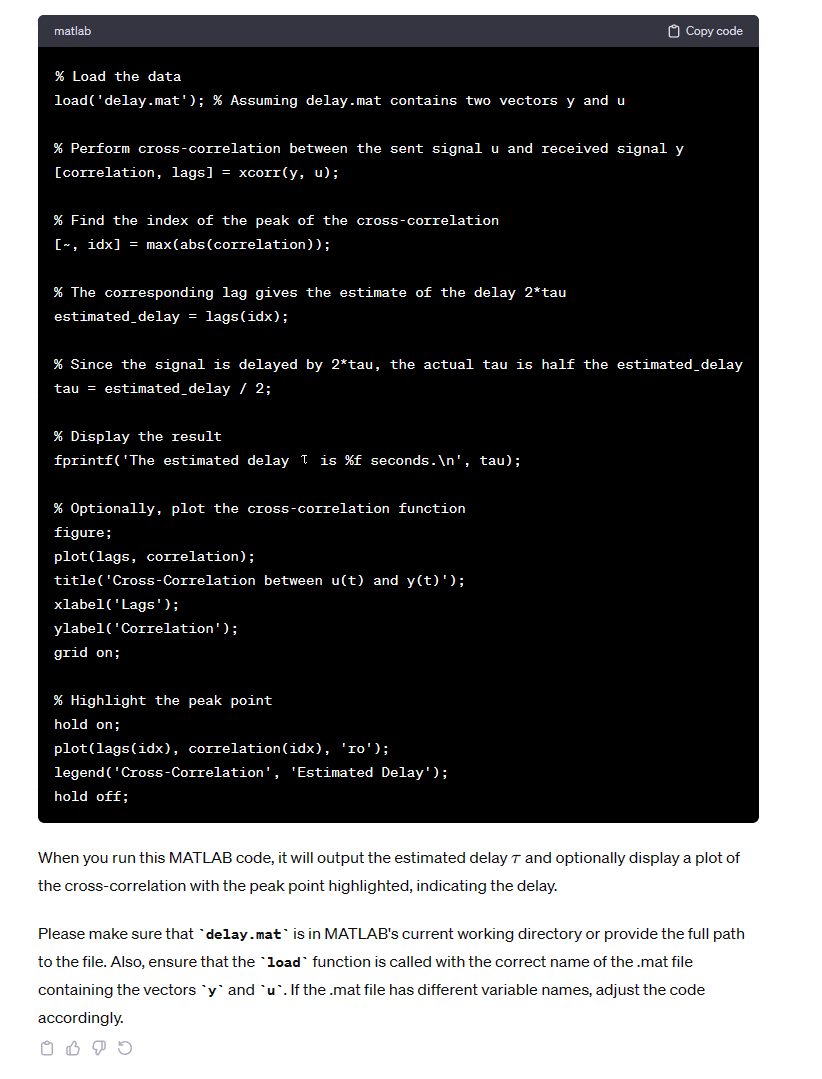 matlab
Copy code
% Load the data
load('delay.mat'); % Assuming delay.mat contains two vectors y and u
% Perform cross-correlation between the sent signal u and received signal y
[correlation, lags] = xcorr(y, u);
% Find the index of the peak of the cross-correlation
[~, idx] = max(abs(correlation));
% The corresponding lag gives the estimate of the delay 2*tau
estimated_delay = lags(idx);
% Since the signal is delayed by 2*tau, the actual tau is half the estimated_delay
tau = estimated_delay / 2;
% Display the result
fprintf('The estimated delay τ is %f seconds.\n', tau);
% Optionally, plot the cross-correlation function
figure;
plot(lags, correlation);
title('Cross-Correlation between u(t) and y(t)');
xlabel('Lags');
ylabel('Correlation');
grid on;
% Highlight the peak point
hold on;
plot(lags(idx), correlation(idx), 'ro');
legend('Cross-Correlation', 'Estimated Delay');
hold off;
When you run this MATLAB code, it will output the estimated delay τ and optionally display a plot of
the cross-correlation with the peak point highlighted, indicating the delay.
Please make sure that `delay.mat` is in MATLAB's current working directory or provide the full path
to the file. Also, ensure that the `load` function is called with the correct name of the .mat file
containing the vectors `y` and `u`. If the .mat file has different variable names, adjust the code
accordingly.